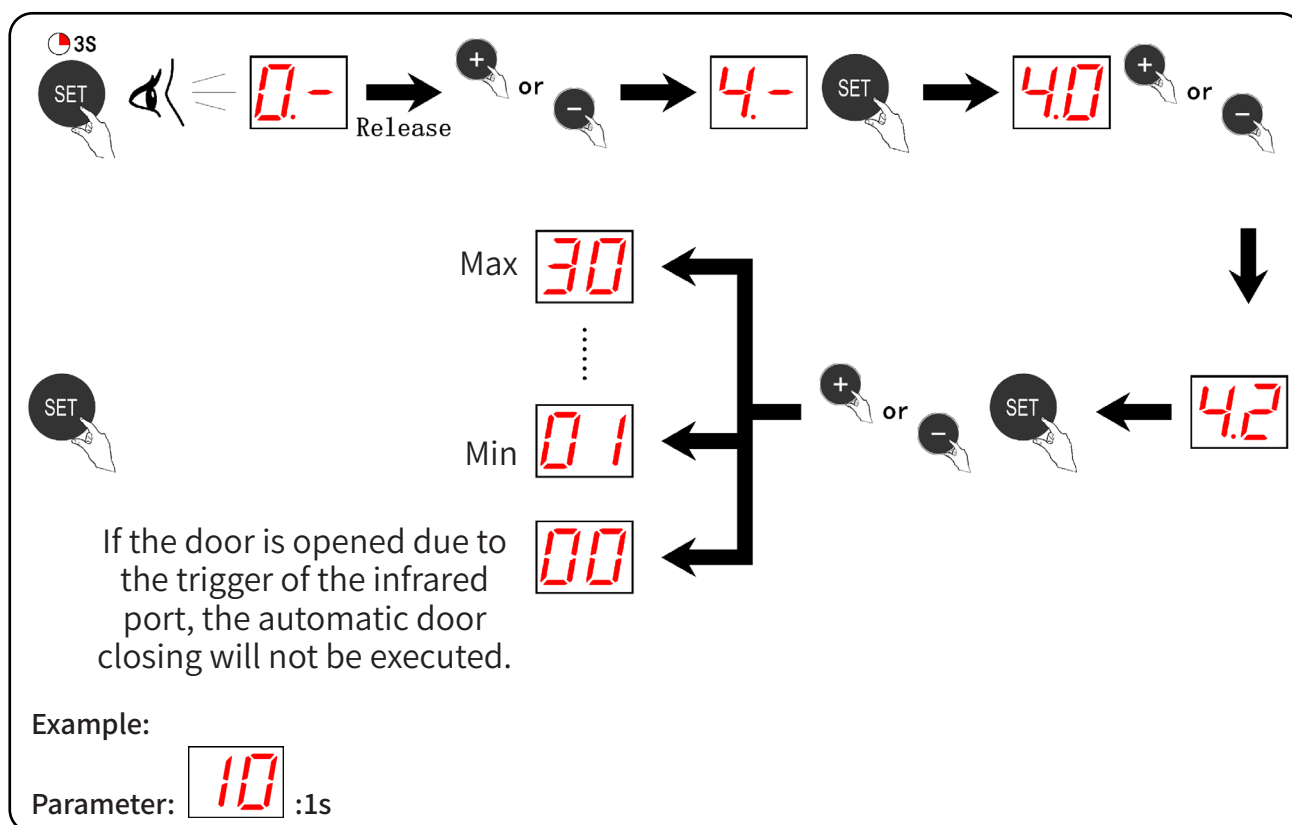 3S
SET
0.-
Release
+ or -
4.-
SET
4.0
+ or -
4.2
SET
+ or -
Max 30
Min 01
00
SET
If the door is opened due to
the trigger of the infrared
port, the automatic door
closing will not be executed.
Example:
Parameter: 10 :1s